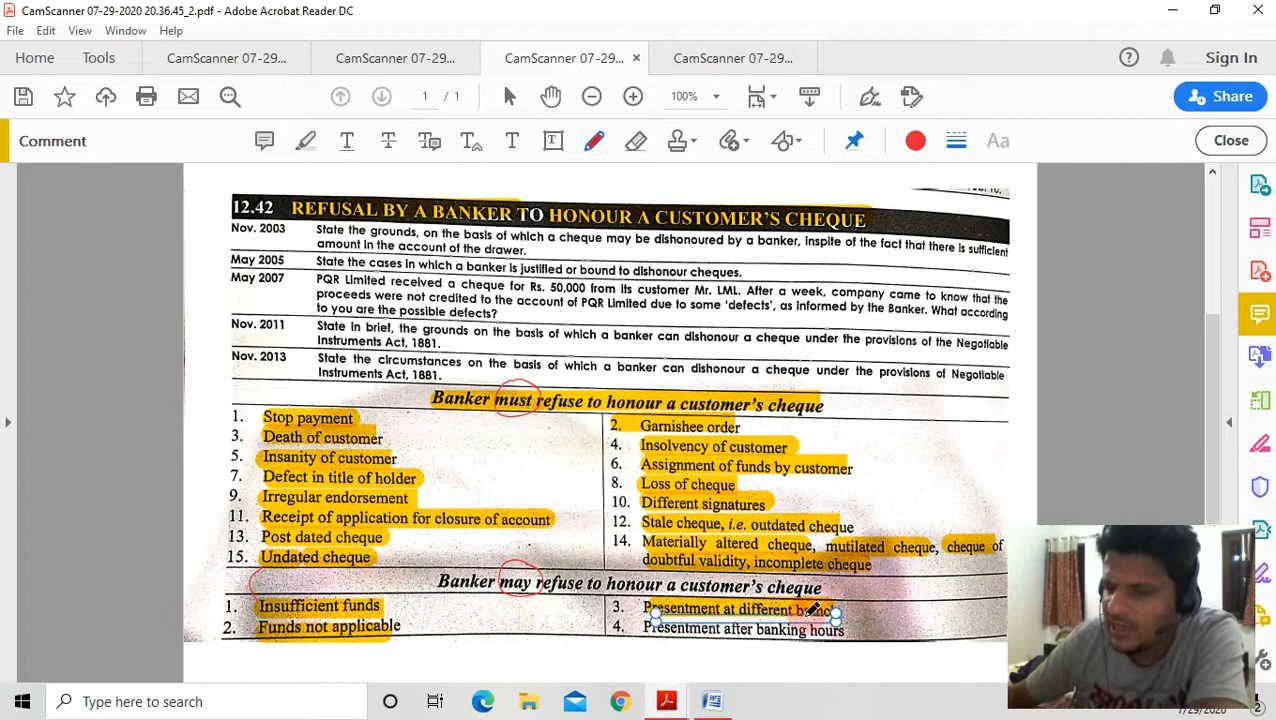 CamScanner 07-29-2020 20.36.45_2.pdf - Adobe Acrobat Reader DC
File Edit View Window Help
Home Tools CamScanner 07-29... CamScanner 07-29... CamScanner 07-29... × CamScanner 07-29... Sign In
1 / 1 100% Share
Comment Aa Close
12.42 REFUSAL BY A BANKER TO HONOUR A CUSTOMER'S CHEQUE
Nov. 2003 State the grounds, on the basis of which a cheque may be dishonoured by a banker, inspite of the fact that there is sufficient
amount in the account of the drawer.
May 2005 State the cases in which a banker is justified or bound to dishonour cheques.
May 2007 PQR Limited received a cheque for Rs. 50,000 from its customer Mr. LML. After a week, company came to know that the
proceeds were not credited to the account of PQR Limited due to some 'defects', as informed by the Banker. What according
to you are the possible defects?
Nov. 2011 State in brief, the grounds on the basis of which a banker can dishonour a cheque under the provisions of the Negotiable
Instruments Act, 1881.
Nov. 2013 State the circumstances on the basis of which a banker can dishonour a cheque under the provisions of Negotiable
Instruments Act, 1881.
Banker must refuse to honour a customer's cheque
1. Stop payment
2. Garnishee order
3. Death of customer
4. Insolvency of customer
5. Insanity of customer
6. Assignment of funds by customer
7. Defect in title of holder
8. Loss of cheque
9. Irregular endorsement
10. Different signatures
11. Receipt of application for closure of account
12. Stale cheque, i.e. outdated cheque
13. Post dated cheque
14. Materially altered cheque, mutilated cheque, cheque of
doubtful validity, incomplete cheque
15. Undated cheque
Banker may refuse to honour a customer's cheque
1. Insufficient funds
3. Presentment at different branch
2. Funds not applicable
4. Presentment after banking hours
Type here to search
7/29/2020 2